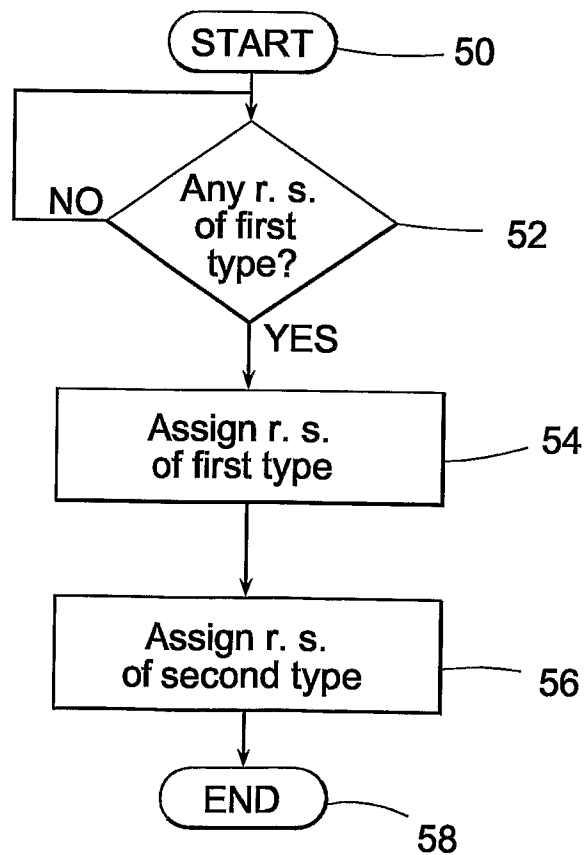 START
50
Any r. s.
of first
type?
NO
52
YES
Assign r. s.
of first type
54
Assign r. s.
of second type
56
END
58